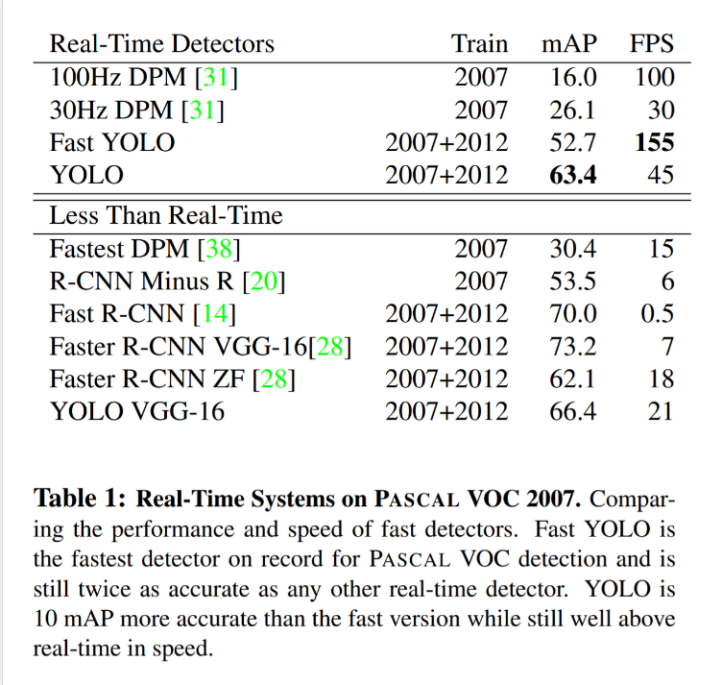 Real-Time Detectors Train mAP FPS
100Hz DPM [31] 2007 16.0 100
30Hz DPM [31] 2007 26.1 30
Fast YOLO 2007+2012 52.7 155
YOLO 2007+2012 63.4 45
Less Than Real-Time
Fastest DPM [38] 2007 30.4 15
R-CNN Minus R [20] 2007 53.5 6
Fast R-CNN [14] 2007+2012 70.0 0.5
Faster R-CNN VGG-16[28] 2007+2012 73.2 7
Faster R-CNN ZF [28] 2007+2012 62.1 18
YOLO VGG-16 2007+2012 66.4 21
Table 1: Real-Time Systems on PASCAL VOC 2007. Compar-
ing the performance and speed of fast detectors. Fast YOLO is
the fastest detector on record for PASCAL VOC detection and is
still twice as accurate as any other real-time detector. YOLO is
10 mAP more accurate than the fast version while still well above
real-time in speed.